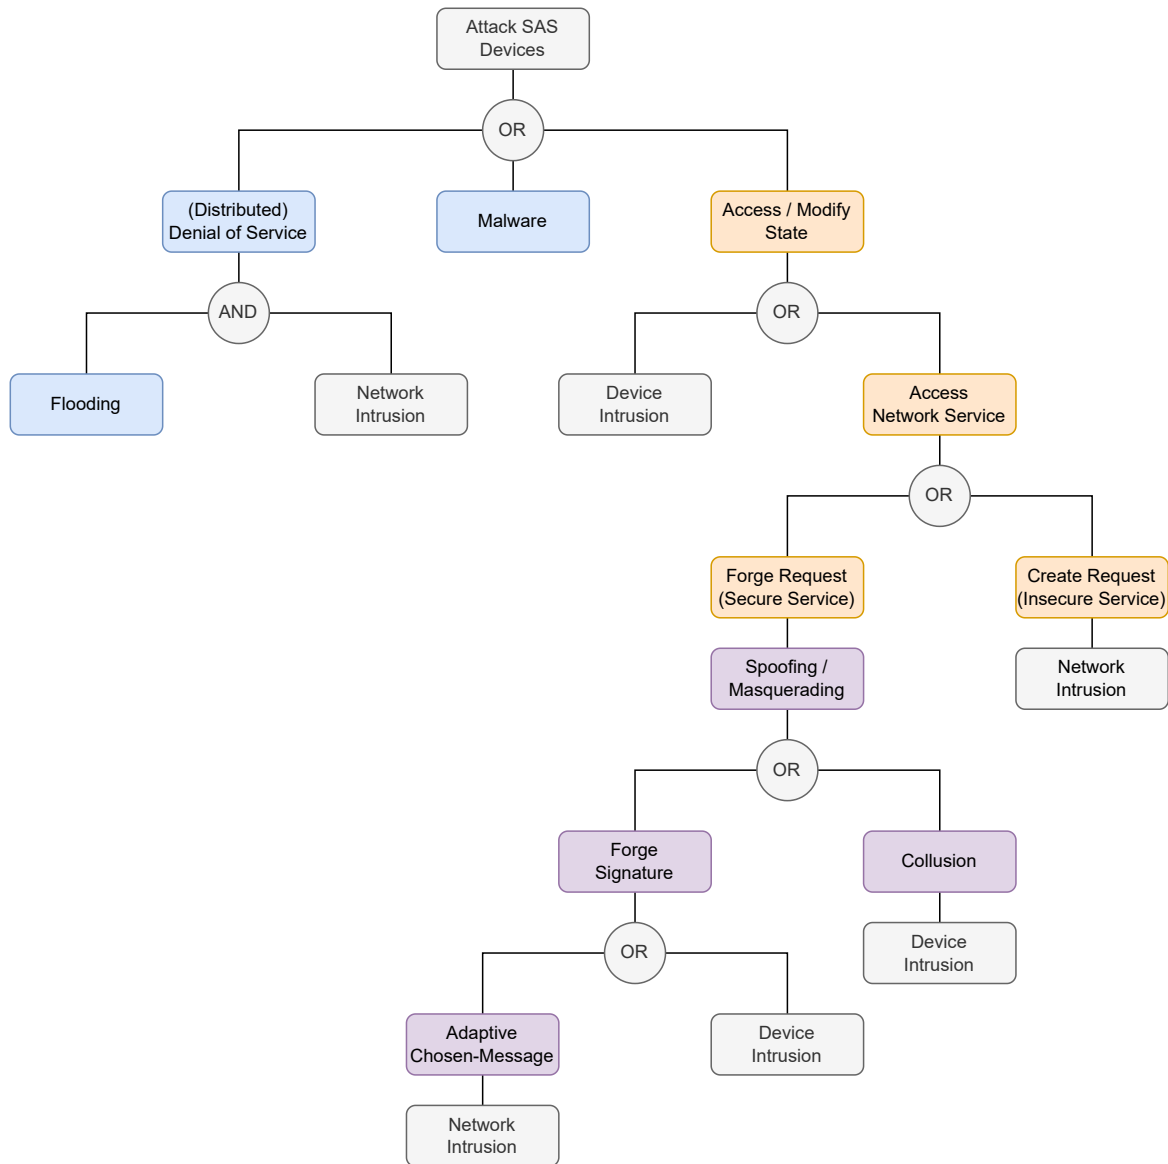 Attack SAS
Devices
OR
(Distributed)
Denial of Service
Malware
Access / Modify
State
AND
OR
Flooding
Network
Intrusion
Device
Intrusion
Access
Network Service
OR
Forge Request
(Secure Service)
Create Request
(Insecure Service)
Spoofing /
Masquerading
Network
Intrusion
OR
Forge
Signature
Collusion
OR
Device
Intrusion
Adaptive
Chosen-Message
Device
Intrusion
Network
Intrusion